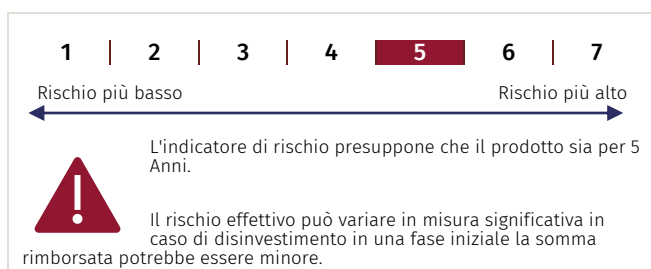 1 2 3 4 5 6 7
Rischio più basso Rischio più alto
L'indicatore di rischio presuppone che il prodotto sia per 5
Anni.
Il rischio effettivo può variare in misura significativa in
caso di disinvestimento in una fase iniziale la somma
rimborsata potrebbe essere minore.